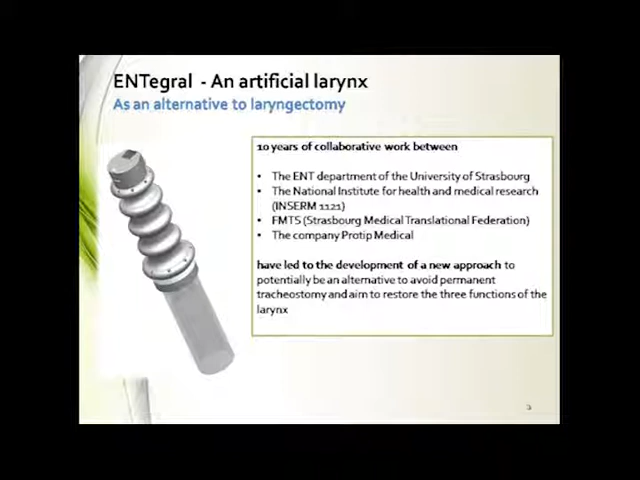 ENTegral - An artificial larynx
As an alternative to laryngectomy
10 years of collaborative work between
• The ENT department of the University of Strasbourg
• The National Institute for health and medical research
(INSERM 1121)
• FMTS (Strasbourg Medical Translational Federation)
• The company Protip Medical
have led to the development of a new approach to
potentially be an alternative to avoid permanent
tracheostomy and aim to restore the three functions of the
larynx
3